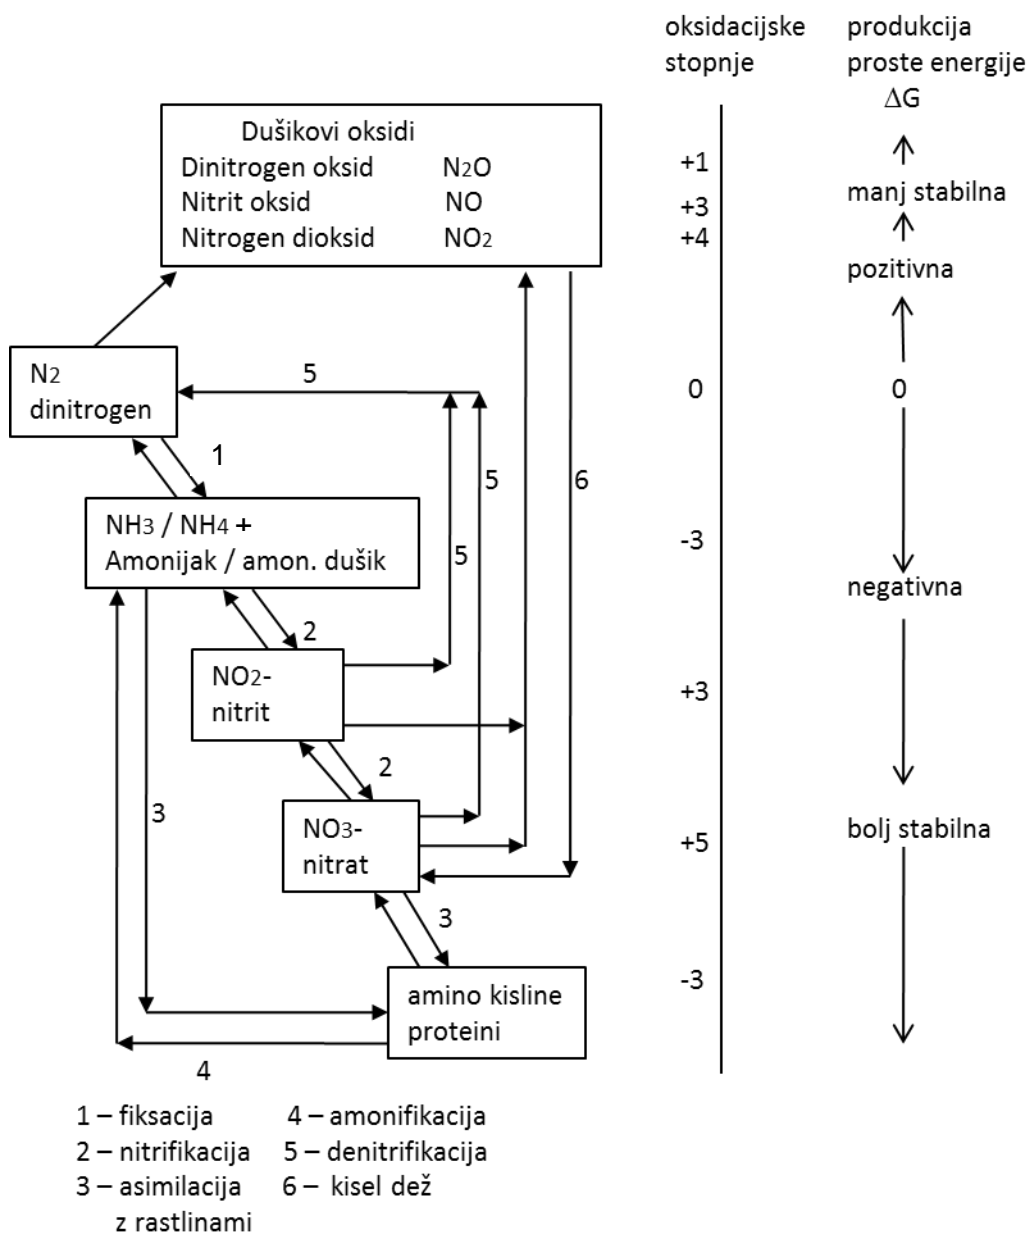 oksidacijske
stopnje
produkcija
proste energije
ΔG
Dušikovi oksidi
Dinitrogen oksid N2O
Nitrit oksid NO
Nitrogen dioksid NO2
+1
+3
+4
manj stabilna
pozitivna
N2
dinitrogen
5
0
0
1
5
6
NH3 / NH4 +
Amonijak / amon. dušik
5
-3
negativna
2
NO2-
nitrit
+3
2
3
NO3-
nitrat
+5
bolj stabilna
3
amino kisline
proteini
-3
4
1 – fiksacija 4 – amonifikacija
2 – nitrifikacija 5 – denitrifikacija
3 – asimilacija 6 – kisel dež
z rastlinami